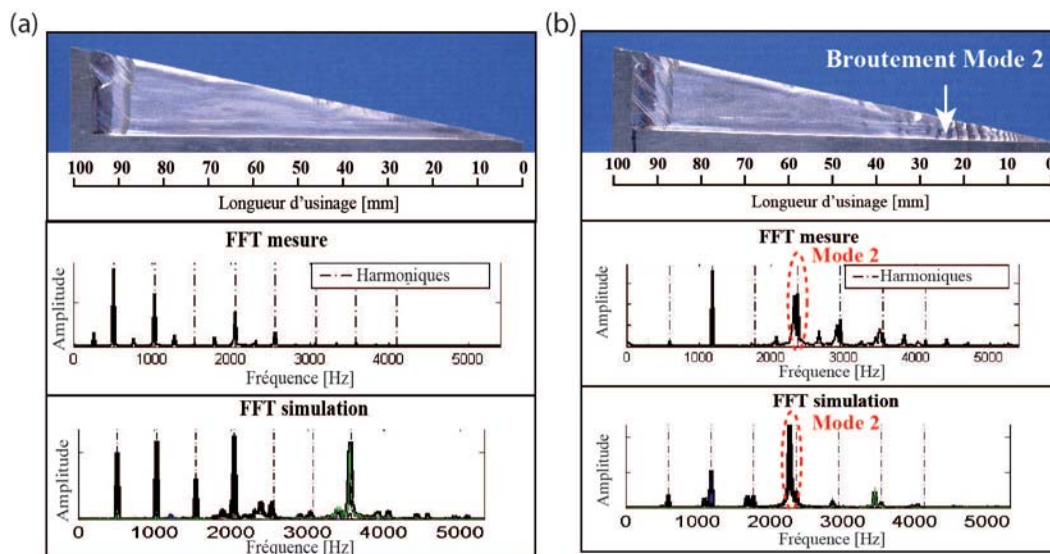 (a)
100 90 80 70 60 50 40 30 20 10 0
Longueur d'usinage [mm]
FFT mesure
Harmoniques
Amplitude
0 1000 2000 3000 4000 5000
Fréquence [Hz]
FFT simulation
Amplitude
0 1000 2000 3000 4000 5000
Fréquence [Hz]
(b)
Broutement Mode 2
100 90 80 70 60 50 40 30 20 10 0
Longueur d'usinage [mm]
FFT mesure
Mode 2
Harmoniques
Amplitude
0 1000 2000 3000 4000 5000
Fréquence [Hz]
FFT simulation
Mode 2
Amplitude
0 1000 2000 3000 4000 5000
Fréquence [Hz]